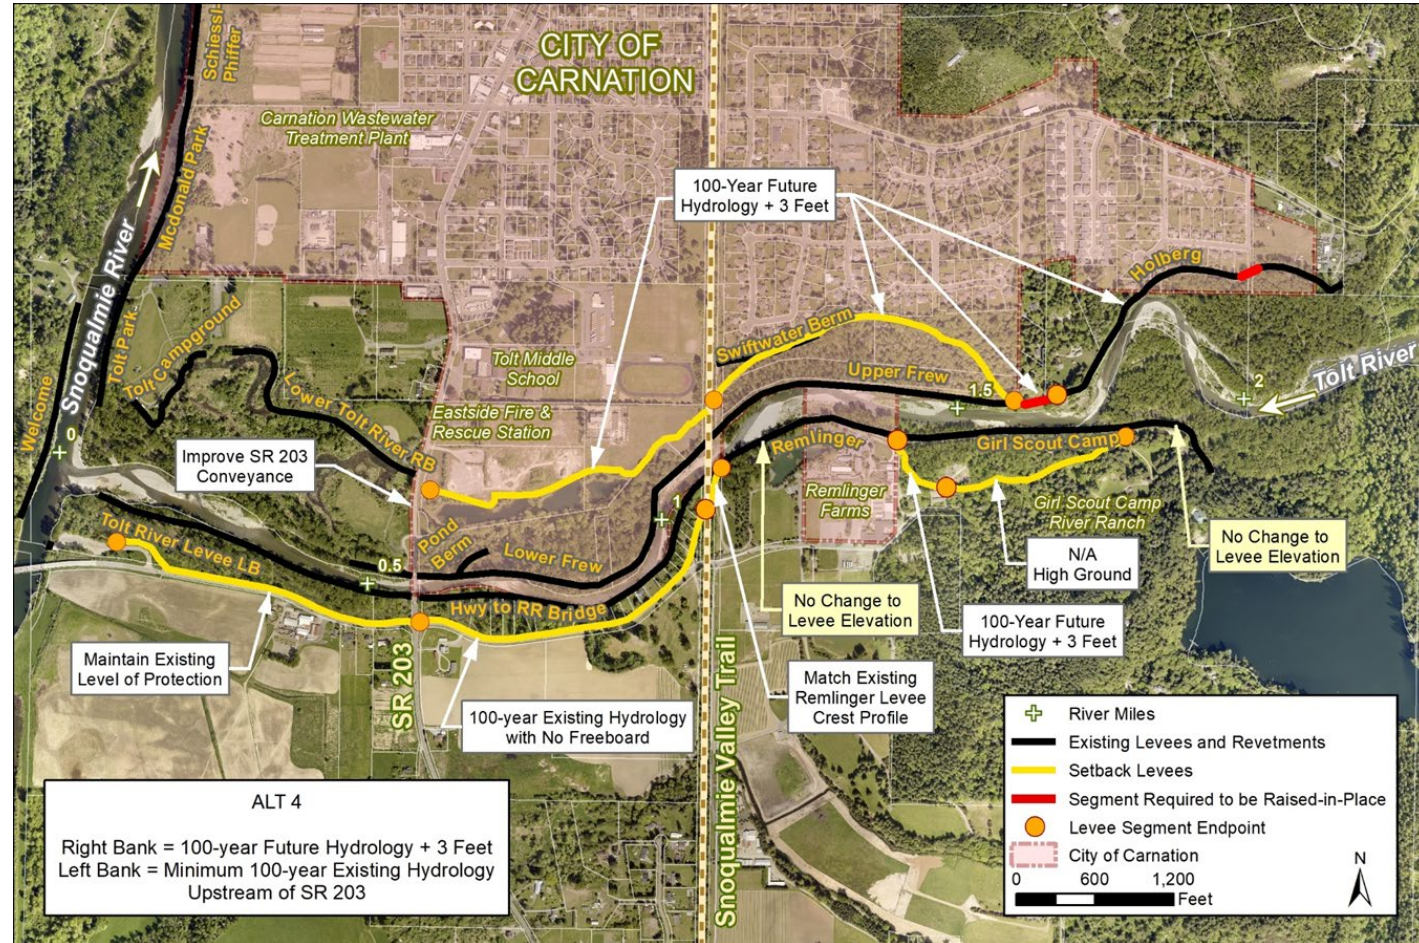 CITY OF
CARNATION
Schiessl-
Phiffer
Carnation Wastewater
Treatment Plant
Mcdonald Park
Snoqualmie River
100-Year Future
Hydrology + 3 Feet
Holberg
Tolt Park
Tolt Campground
Welcome
0
Lower Tolt River RB
Tolt Middle
School
Eastside Fire &
Rescue Station
Swiftwater Berm
Upper Frew
1.5
2
Tolt River
Improve SR 203
Conveyance
Remlinger
Girl Scout Camp
Remlinger
Farms
Girl Scout Camp
River Ranch
1
Pond
Berm
Lower Frew
0.5
Tolt River Levee LB
Hwy to RR Bridge
No Change to
Levee Elevation
N/A
High Ground
No Change to
Levee Elevation
100-Year Future
Hydrology + 3 Feet
Maintain Existing
Level of Protection
SR 203
100-year Existing Hydrology
with No Freeboard
Snoqualmie Valley Trail
Match Existing
Remlinger Levee
Crest Profile
ALT 4
Right Bank = 100-year Future Hydrology + 3 Feet
Left Bank = Minimum 100-year Existing Hydrology
Upstream of SR 203
River Miles
Existing Levees and Revetments
Setback Levees
Segment Required to be Raised-in-Place
Levee Segment Endpoint
City of Carnation
0 600 1,200
Feet
N